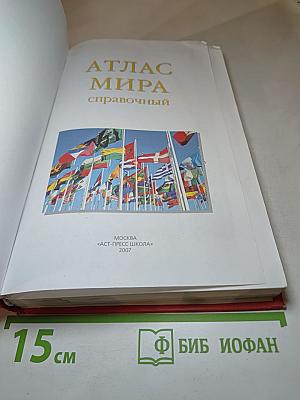 АТЛАС
МИРА
справочный
МОСКВА
«АСТ-ПРЕСС ШКОЛА»
2007
15 см
Ф БИБ ИОФАН